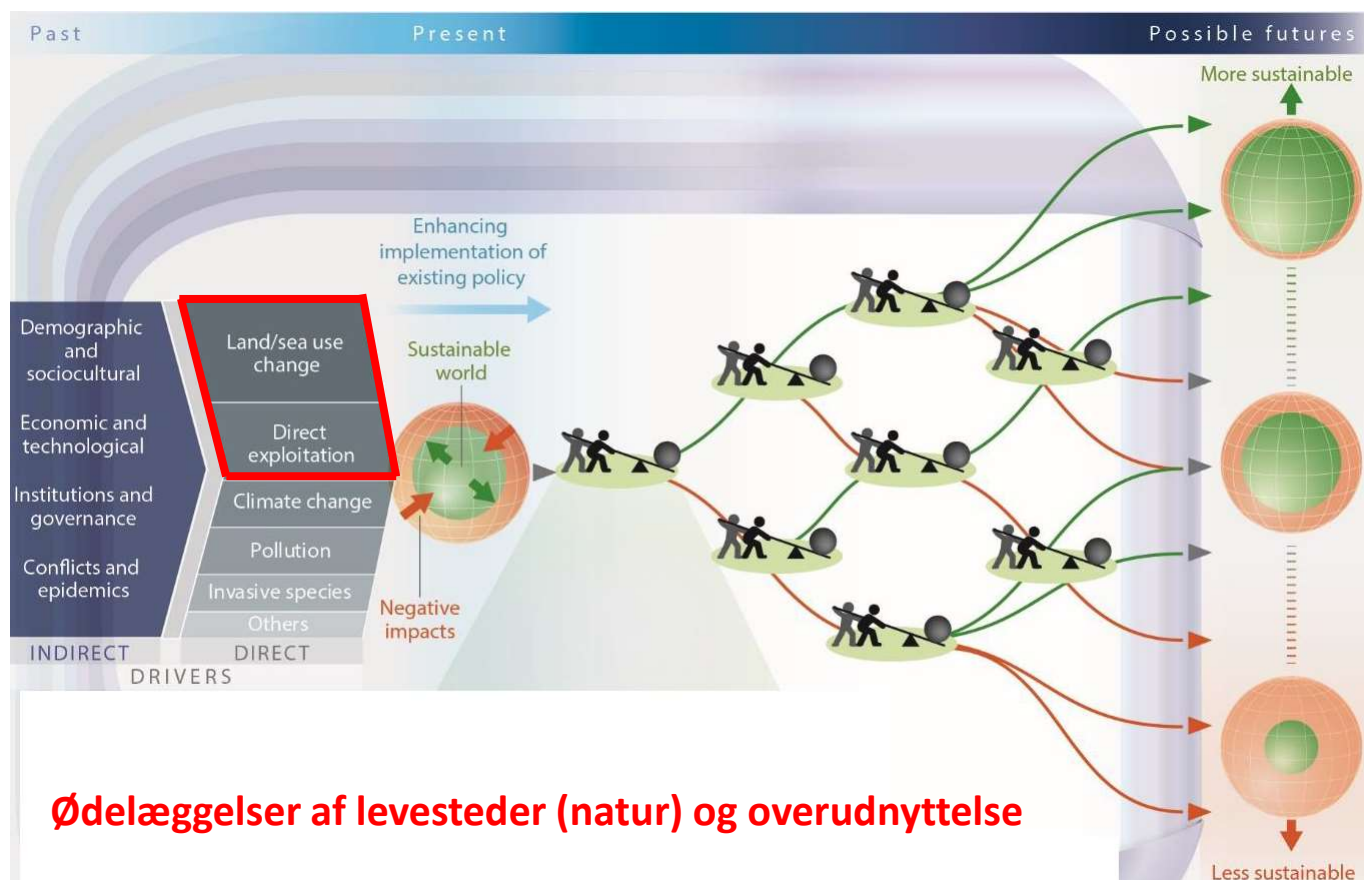 Past
Present
Possible futures
More sustainable
Enhancing
implementation of
existing policy
Demographic
and
sociocultural
Economic and
technological
Institutions and
governance
Conflicts and
epidemics
Land/sea use
change
Direct
exploitation
Climate change
Pollution
Invasive species
Others
Sustainable
world
Negative
impacts
INDIRECT
DIRECT
DRIVERS
Ødelæggelser af levesteder (natur) og overudnyttelse
Less sustainable